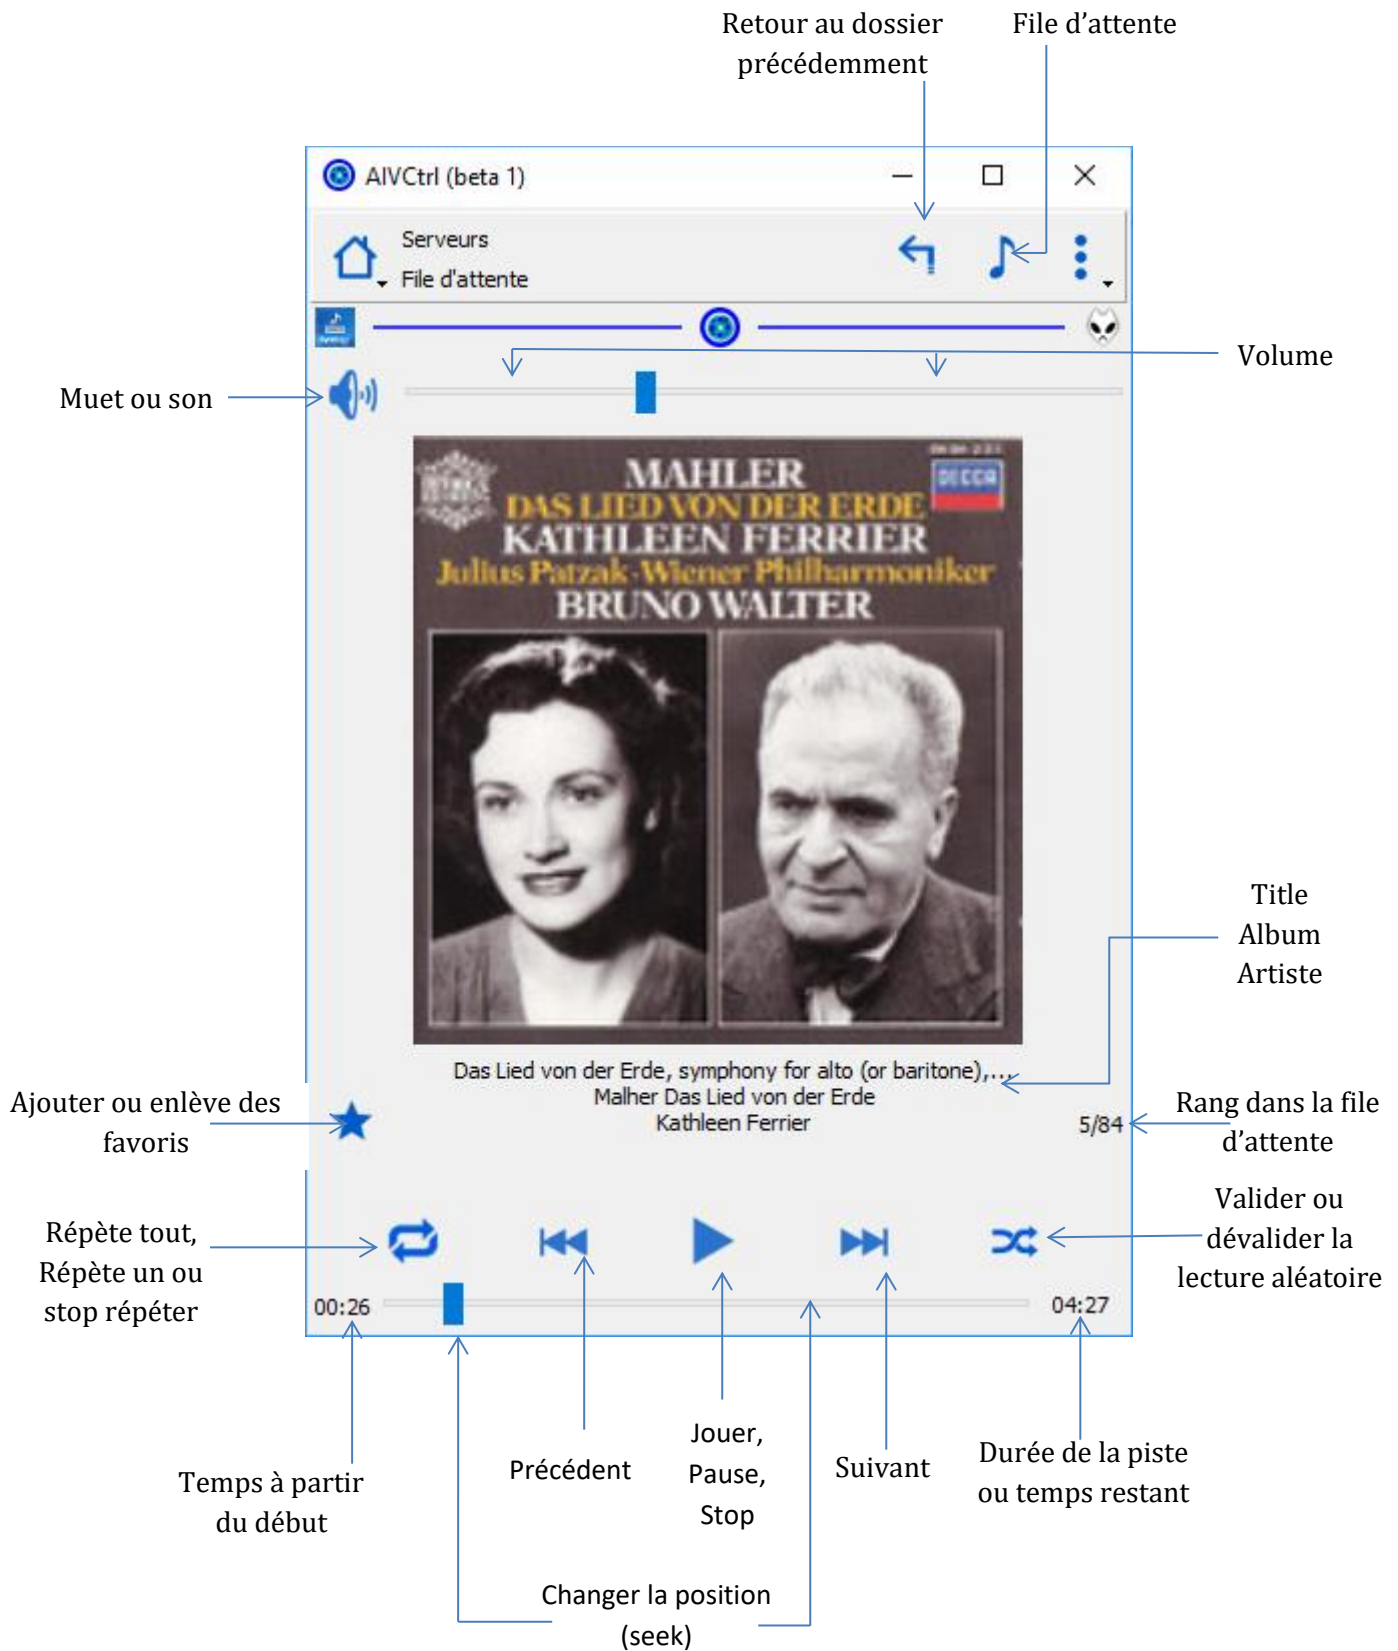 Retour au dossier
précédemment
File d'attente
AIVCtrl (beta 1)
Serveurs
File d'attente
Volume
Muet ou son
MAHLER
DECCA
DAS LIED VON DER ERDE
KATHLEEN FERRIER
Julius Patzak-Wiener Philharmoniker
BRUNO WALTER
Title
Album
Artiste
Das Lied von der Erde, symphony for alto (or baritone),...
Malher Das Lied von der Erde
Kathleen Ferrier
5/84
Ajouter ou enlève des
favoris
Rang dans la file
d'attente
Valider ou
dévalider la
lecture aléatoire
Répète tout,
Répète un ou
stop répéter
00:26
04:27
Temps à partir
du début
Précédent
Jouer,
Pause,
Stop
Suivant
Durée de la piste
ou temps restant
Changer la position
(seek)